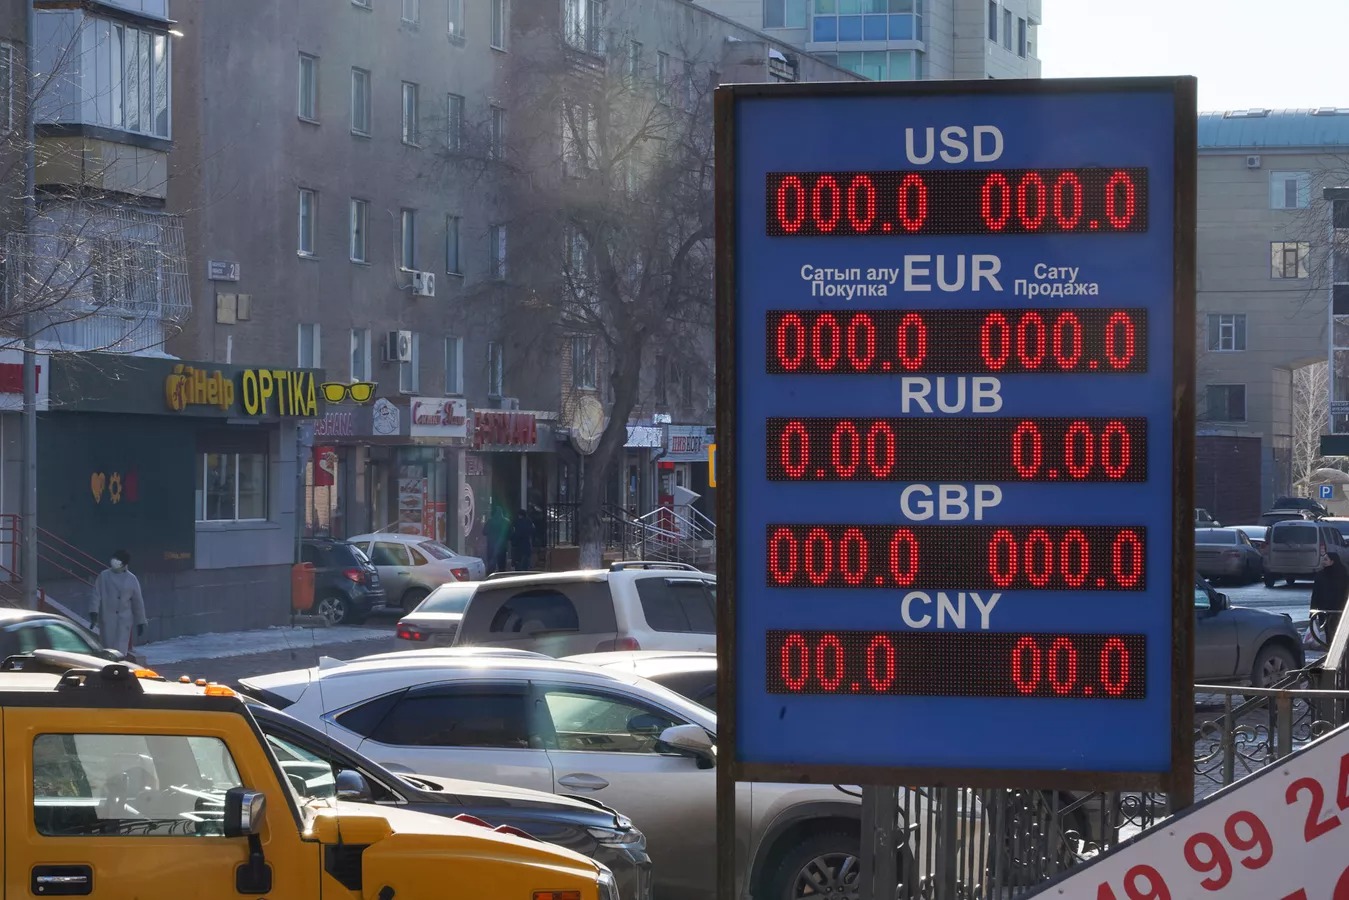 USD
000.0 000.0
Сатып алу EUR Сату
Покупка Продажа
000.0 000.0
RUB
0.00 0.00
GBP
000.0 000.0
CNY
00.0 00.0
2
iHelp OPTIKA
P
49 99 24